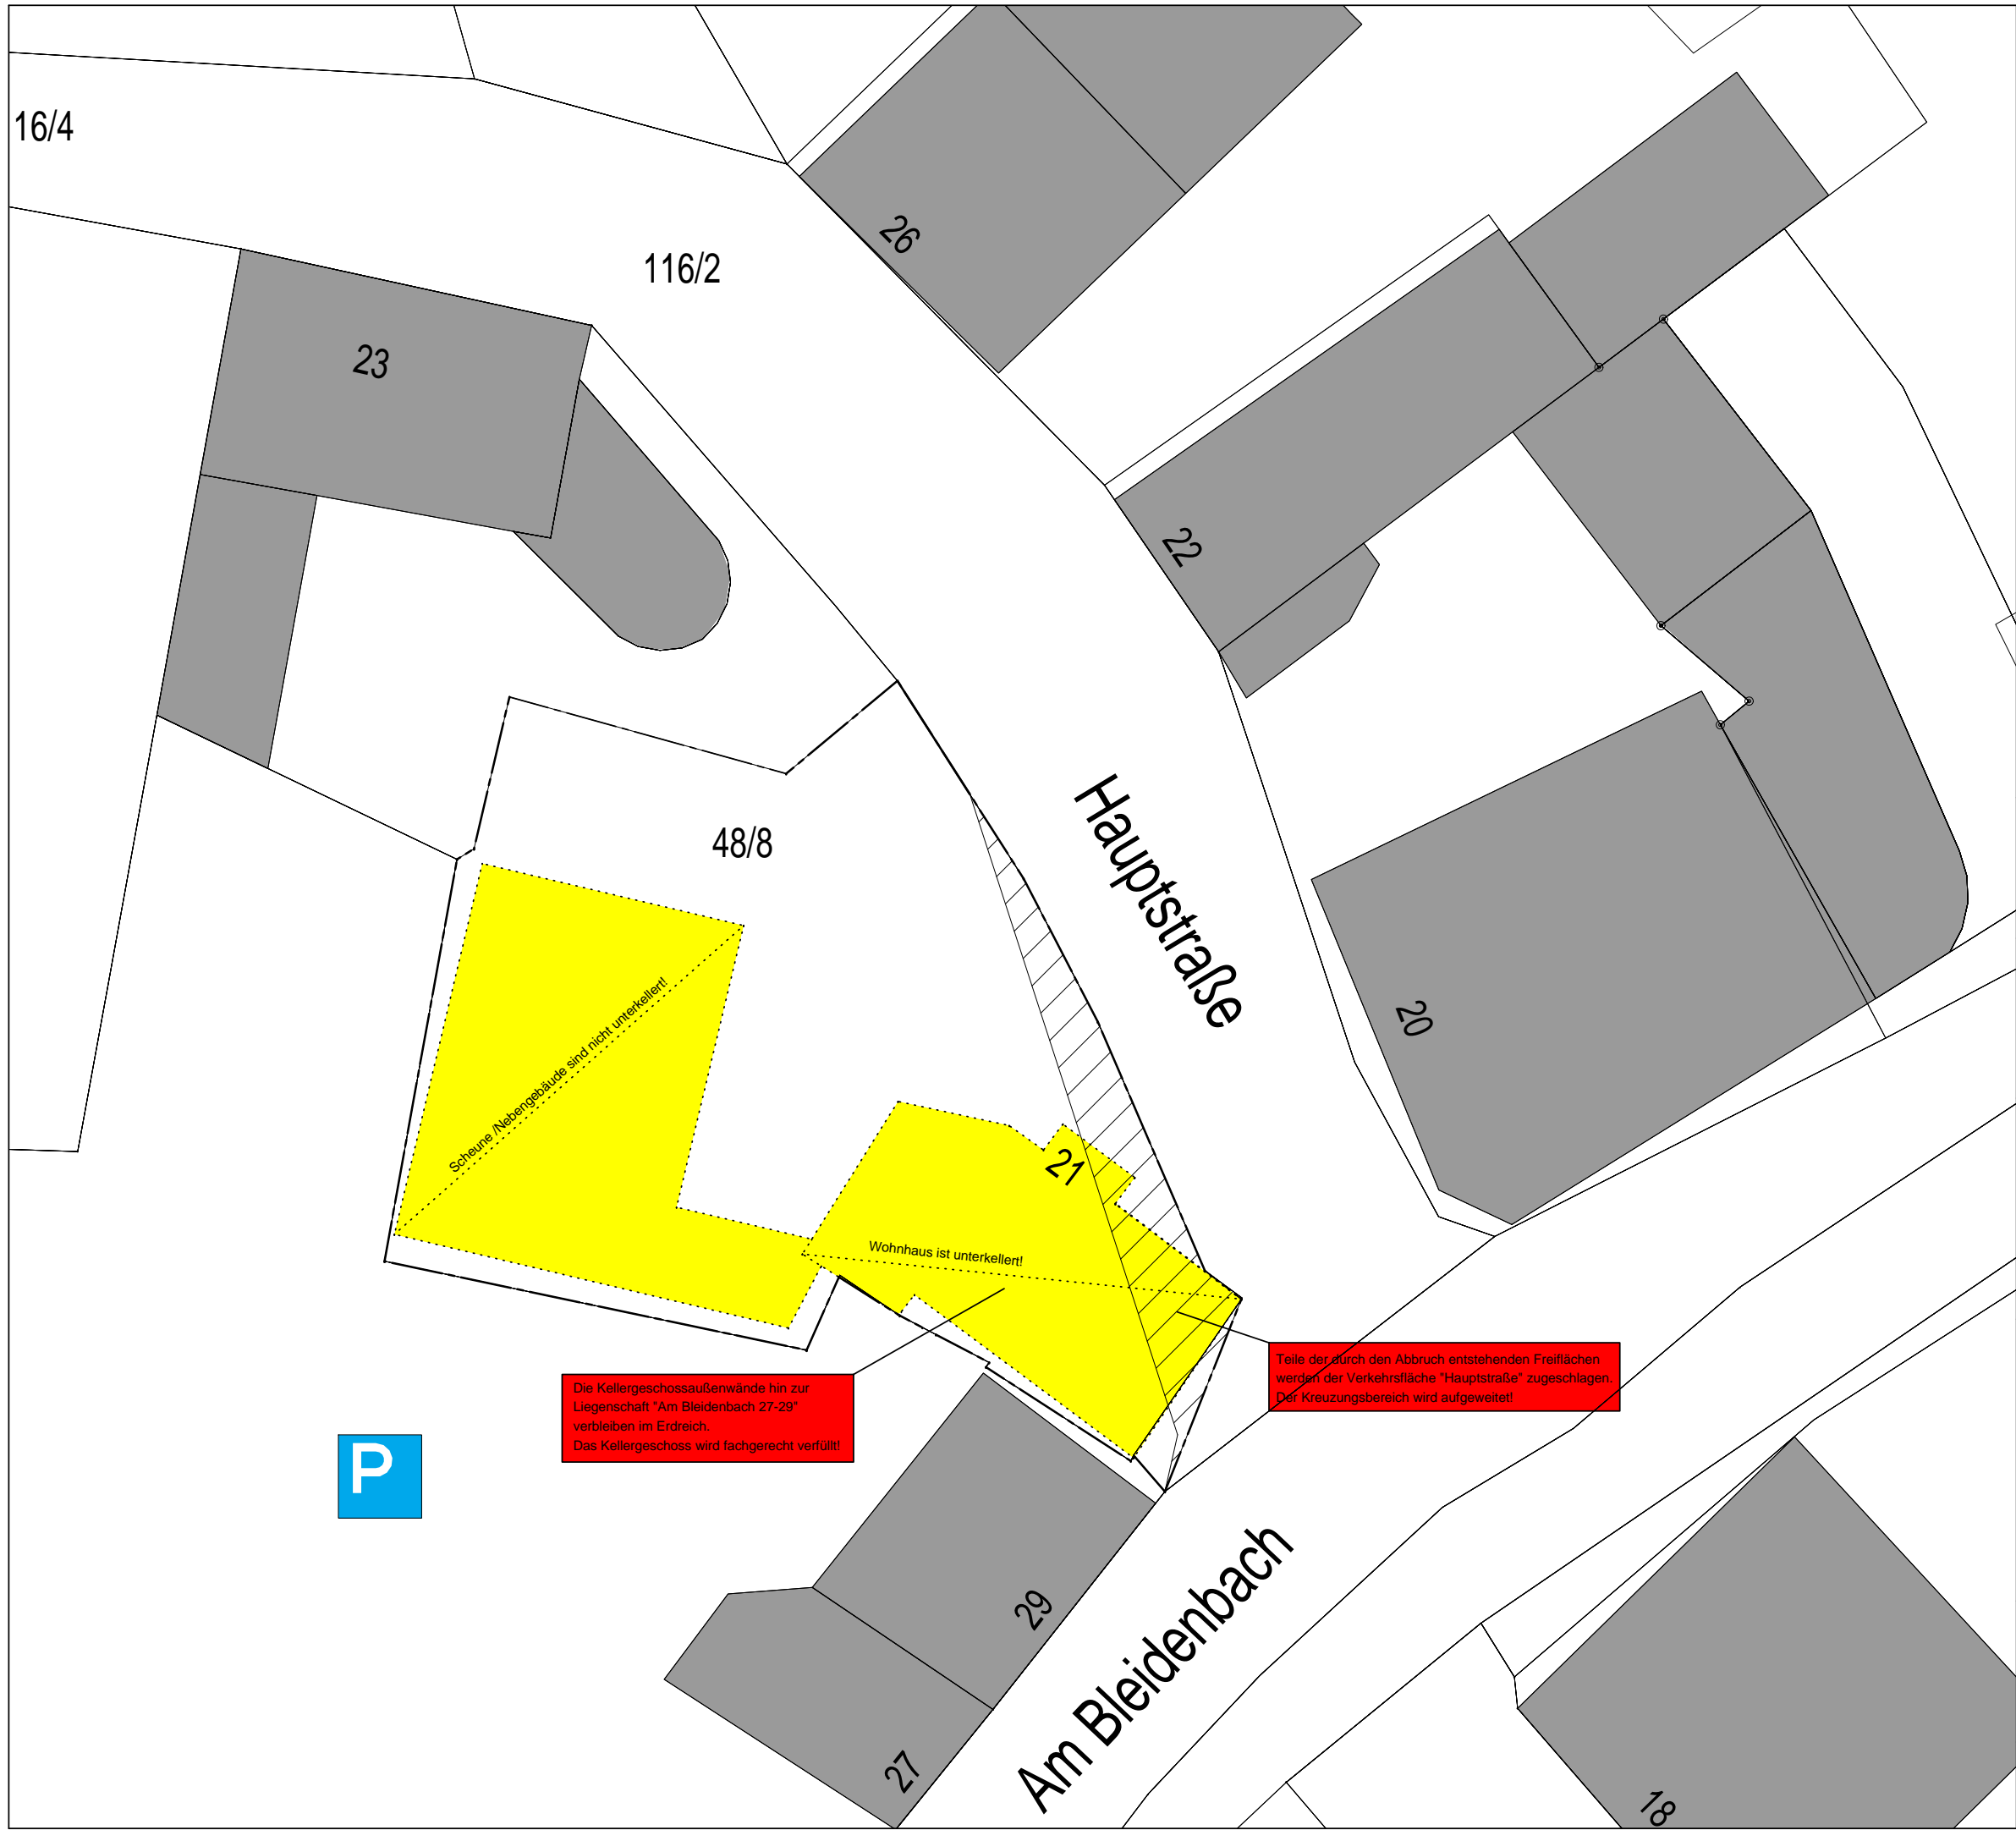 16/4
116/2
26
23
22
48/8
Hauptstraße
20
Scheune /Nebengebäude sind nicht unterkellert!
21
Wohnhaus ist unterkellert!
Teile der durch den Abbruch entstehenden Freiflächen
werden der Verkehrsfläche "Hauptstraße" zugeschlagen.
Der Kreuzungsbereich wird aufgeweitet!
Die Kellergeschossaußenwände hin zur
Liegenschaft "Am Bleidenbach 27-29"
verbleiben im Erdreich.
Das Kellergeschoss wird fachgerecht verfüllt!
P
29
Am Bleidenbach
27
18